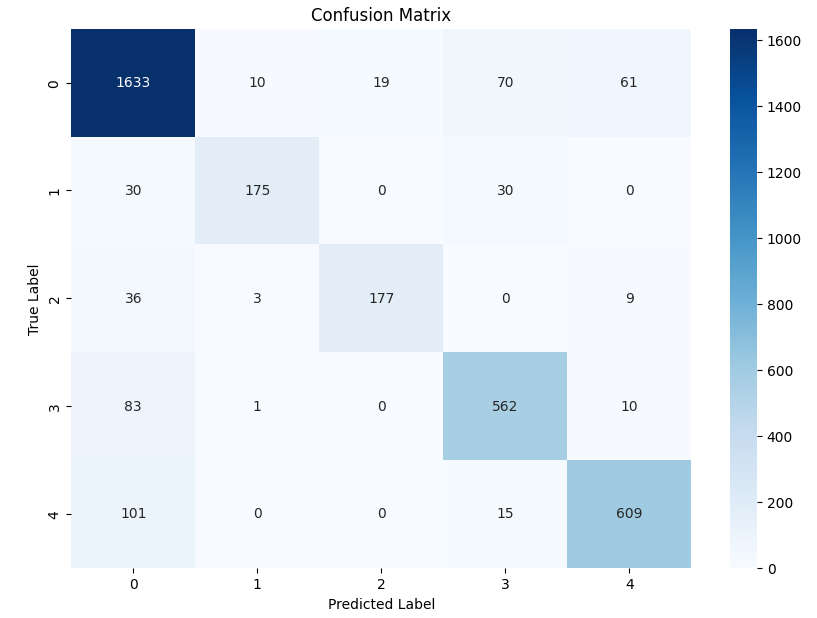 Confusion Matrix
0 1633 10 19 70 61
1 30 175 0 30 0
2 36 3 177 0 9
3 83 1 0 562 10
4 101 0 0 15 609
0 1 2 3 4
True Label
Predicted Label
1600
1400
1200
1000
800
600
400
200
0